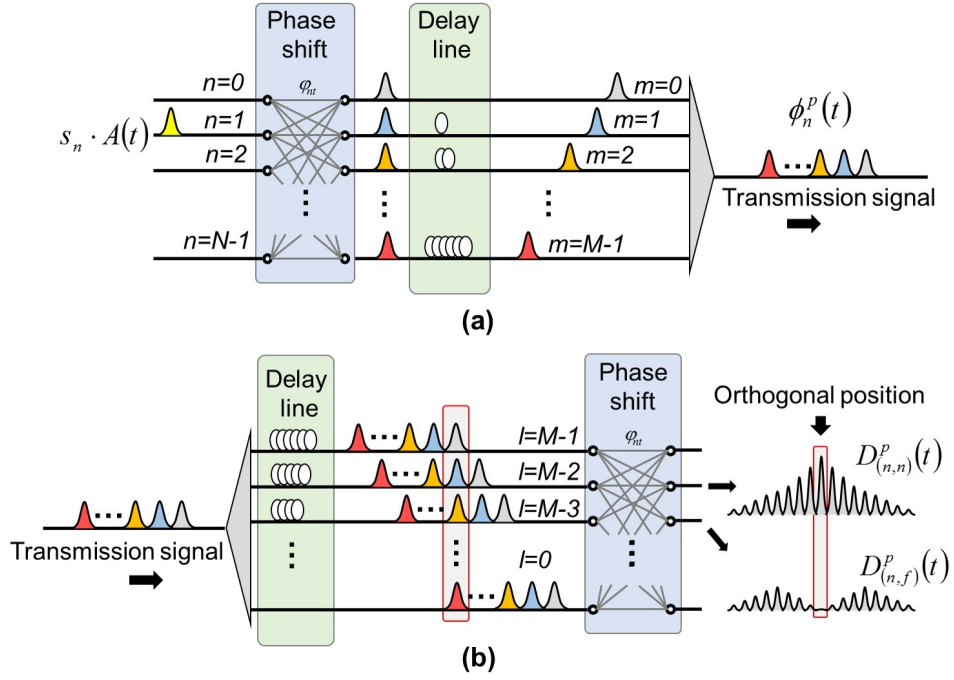 Phase
shift
Delay
line
φₙₜ
n=0
m=0
ϕₙᵖ(t)
sₙ · A(t)
n=1
m=1
n=2
m=2
Transmission signal
n=N-1
m=M-1
(a)
Delay
line
Phase
shift
Orthogonal position
φₙₜ
l=M-1
D₍ₙ,ₙ₎ᵖ(t)
l=M-2
l=M-3
Transmission signal
l=0
D₍ₙ,f₎ᵖ(t)
(b)